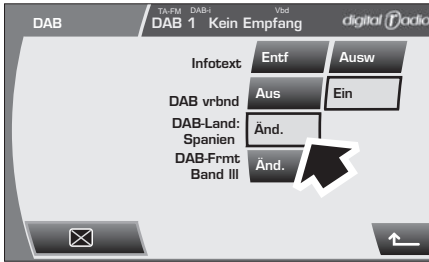 DAB
TA-FM DAB-i Vbd
DAB 1 Kein Empfang
digital radio
Infotext Entf Ausw
DAB vrbnd Aus Ein
DAB-Land:
Spanien Änd.
DAB-Frmt
Band III Änd.